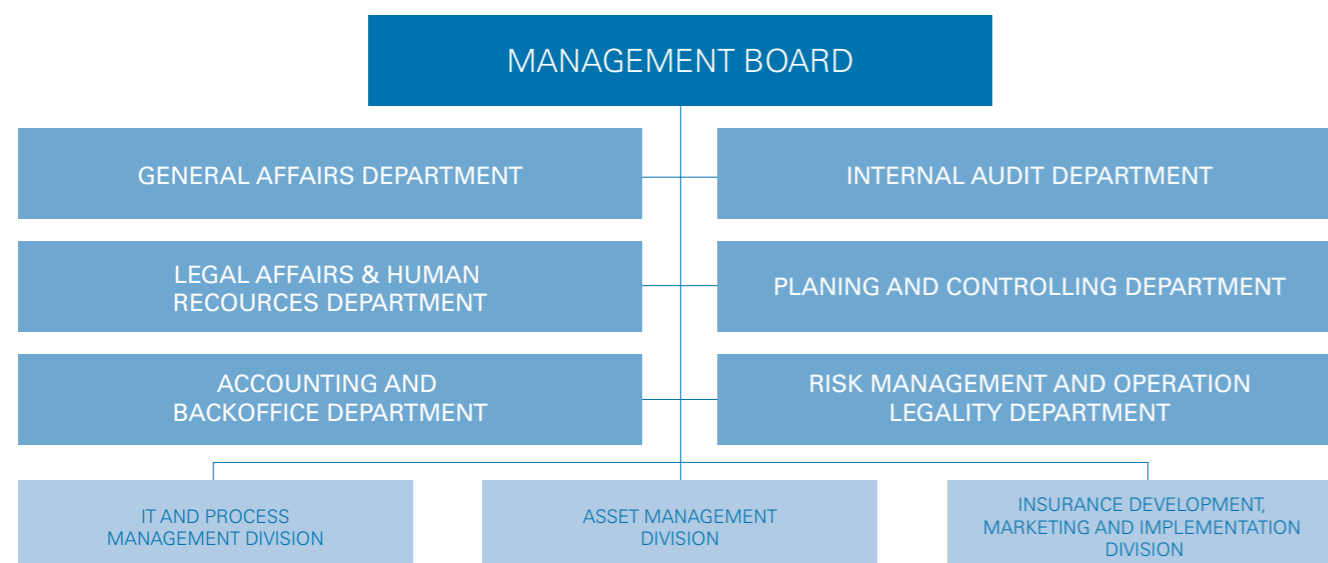 MANAGEMENT BOARD
GENERAL AFFAIRS DEPARTMENT
INTERNAL AUDIT DEPARTMENT
LEGAL AFFAIRS & HUMAN
RECOURCES DEPARTMENT
PLANING AND CONTROLLING DEPARTMENT
ACCOUNTING AND
BACKOFFICE DEPARTMENT
RISK MANAGEMENT AND OPERATION
LEGALITY DEPARTMENT
IT AND PROCESS
MANAGEMENT DIVISION
ASSET MANAGEMENT
DIVISION
INSURANCE DEVELOPMENT,
MARKETING AND IMPLEMENTATION
DIVISION